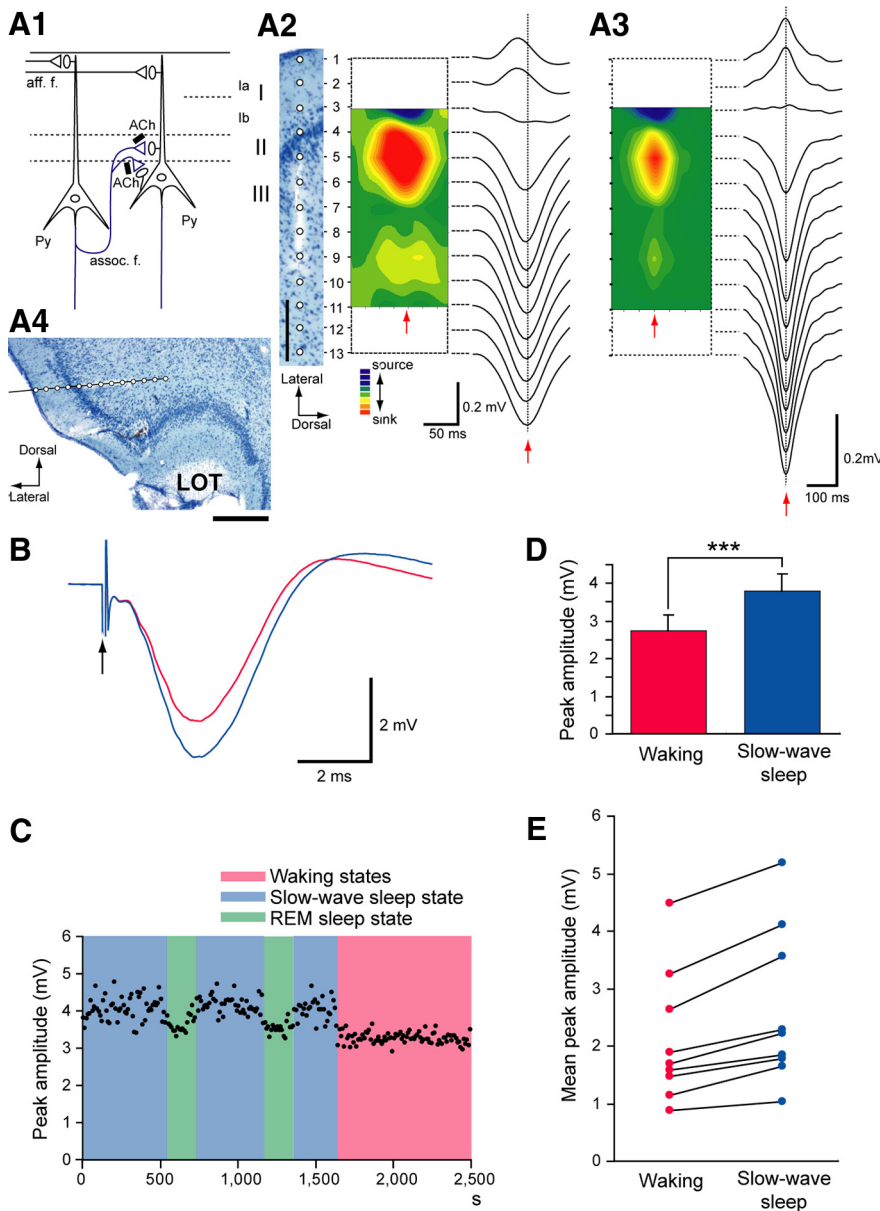 A1
aff. f.
Ia
I
Ib
ACh
II
ACh
III
Py
Py
assoc. f.
A2
1
2
3
4
5
6
7
8
9
10
11
12
13
Lateral
Dorsal
source
sink
0.2 mV
50 ms
A3
0.2mV
100 ms
A4
Dorsal
Lateral
LOT
B
2 mV
2 ms
C
Waking states
Slow-wave sleep state
REM sleep state
Peak amplitude (mV)
6
5
4
3
2
1
0
0
500
1,000
1,500
2,000
2,500
s
D
***
Peak amplitude (mV)
4
3
2
1
0
Waking
Slow-wave
sleep
E
Mean peak amplitude (mV)
6
5
4
3
2
1
0
Waking
Slow-wave
sleep